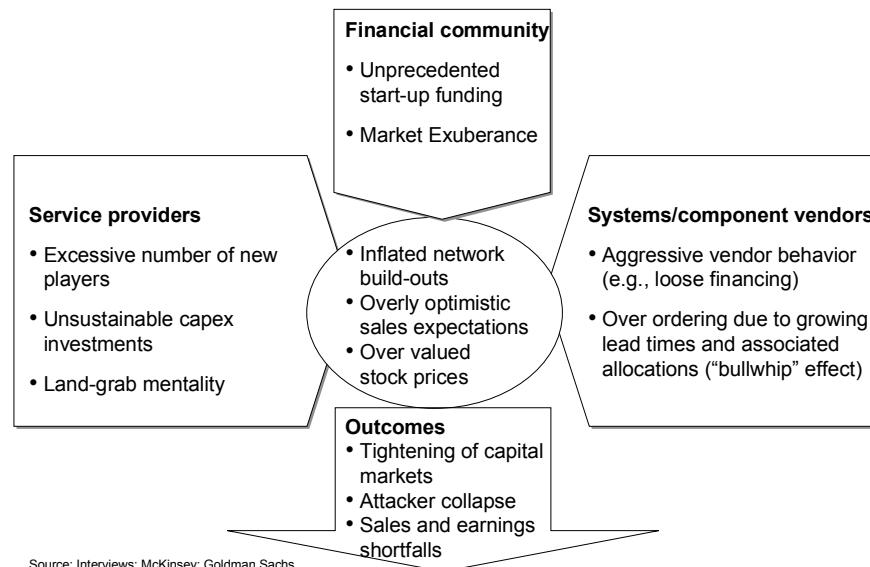 Financial community
• Unprecedented
start-up funding
• Market Exuberance
Service providers
• Excessive number of new
players
• Unsustainable capex
investments
• Land-grab mentality
• Inflated network
build-outs
• Overly optimistic
sales expectations
• Over valued
stock prices
Systems/component vendors
• Aggressive vendor behavior
(e.g., loose financing)
• Over ordering due to growing
lead times and associated
allocations (“bullwhip” effect)
Outcomes
• Tightening of capital
markets
• Attacker collapse
• Sales and earnings
shortfalls
Source: Interviews; McKinsey; Goldman Sachs